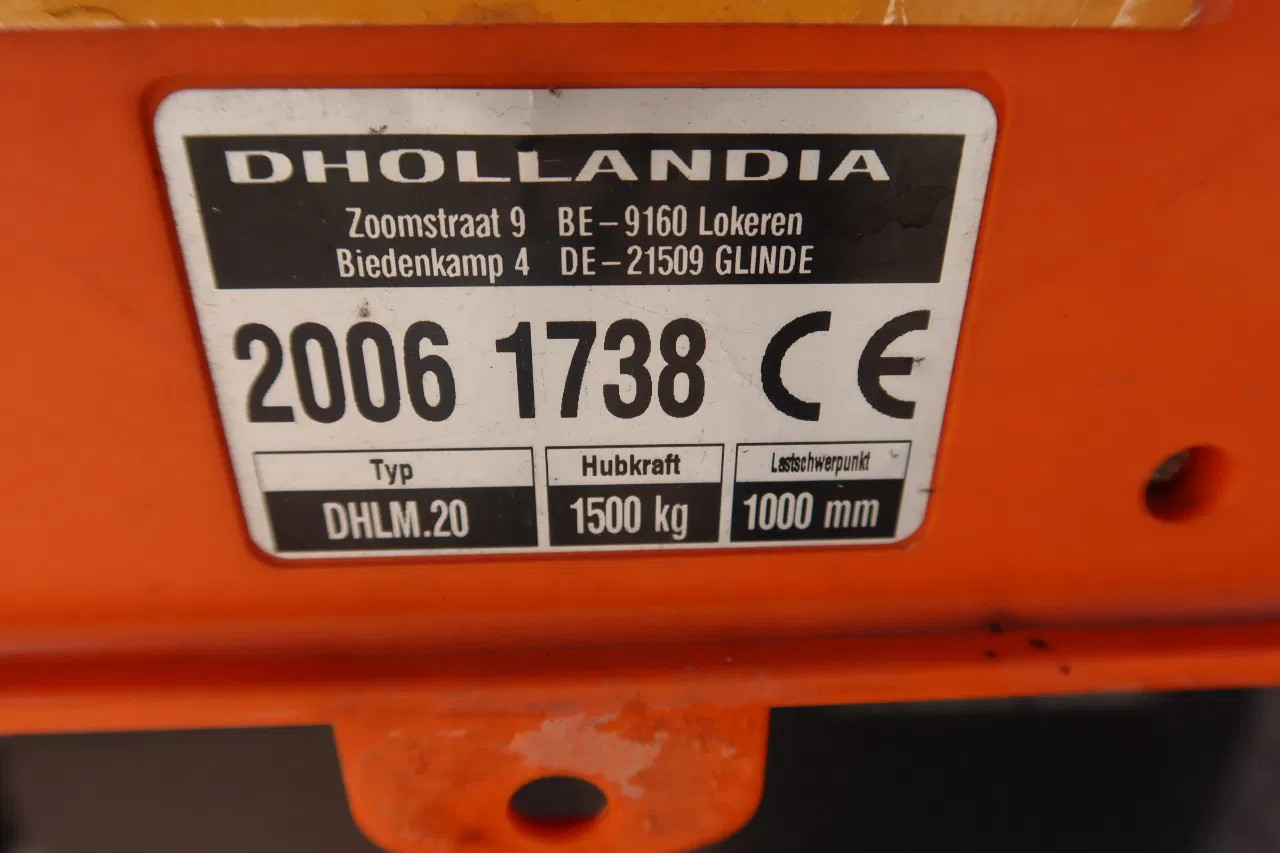 DHOLLANDIA
Zoomstraat 9 BE-9160 Lokeren
Biedenkamp 4 DE-21509 GLINDE
2006 1738 CE
Typ Hubkraft Lastschwerpunkt
DHLM.20 1500 kg 1000 mm